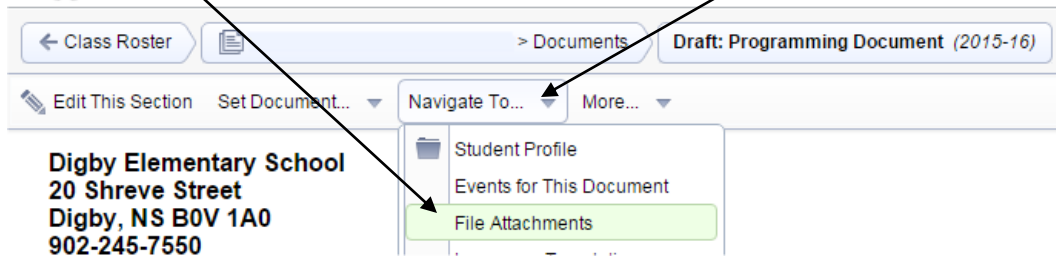 ← Class Roster > Documents Draft: Programming Document (2015-16)
Edit This Section Set Document... Navigate To... More...
Student Profile
Digby Elementary School
20 Shreve Street
Digby, NS B0V 1A0
902-245-7550
Events for This Document
File Attachments